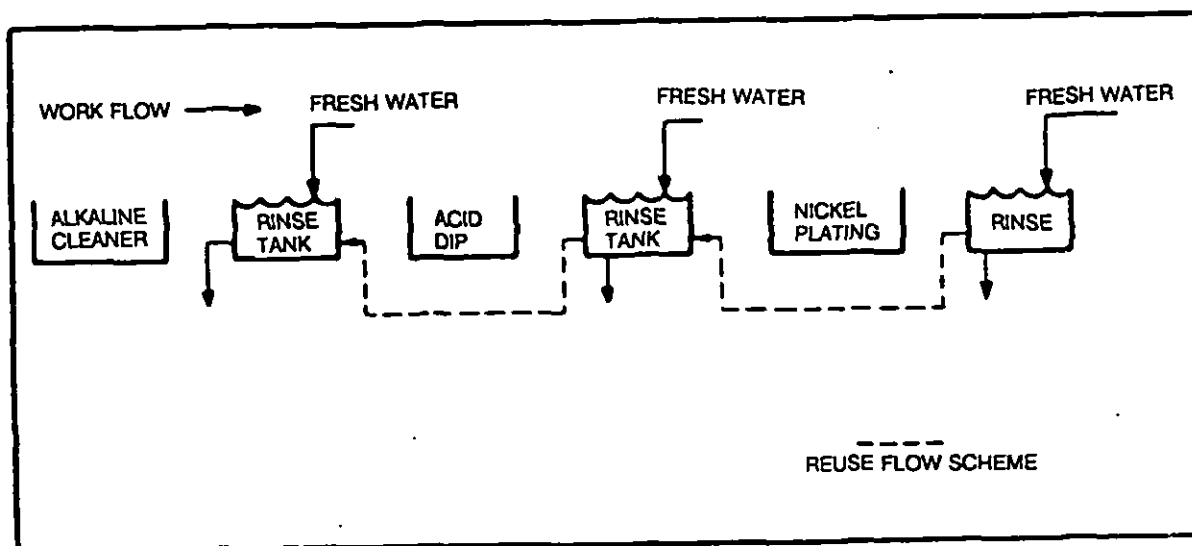 WORK FLOW
FRESH WATER
FRESH WATER
FRESH WATER
ALKALINE
CLEANER
RINSE
TANK
ACID
DIP
RINSE
TANK
NICKEL
PLATING
RINSE
REUSE FLOW SCHEME